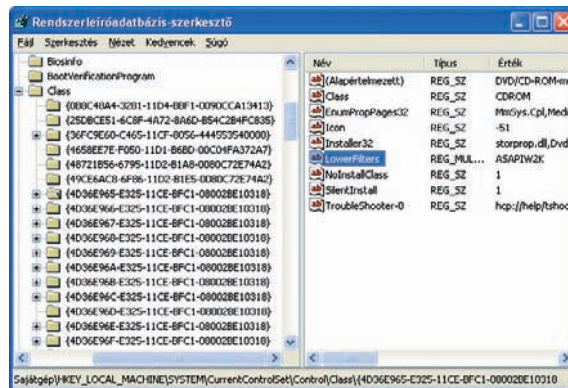 Rendszerleíróadatbázis-szerkesztő
Fájl Szerkesztés Nézet Kedvencek Súgó
Biosinfo
BootVerificationProgram
Class
{0BBC48A4-3281-11D4-BBF1-0090CCA13413}
{25DBCE51-6C8F-4A72-8A6D-B54C2B4FC835}
{36FC9E60-C465-11CF-8056-444553540000}
{4658EE7E-F050-11D1-B6BD-00C04FA372A7}
{48721B56-6795-11D2-B1A8-0080C72E74A2}
{49CE6AC8-6F86-11D2-B1E5-0080C72E74A2}
{4D36E965-E325-11CE-BFC1-08002BE10318}
{4D36E966-E325-11CE-BFC1-08002BE10318}
{4D36E967-E325-11CE-BFC1-08002BE10318}
{4D36E968-E325-11CE-BFC1-08002BE10318}
{4D36E969-E325-11CE-BFC1-08002BE10318}
{4D36E96A-E325-11CE-BFC1-08002BE10318}
{4D36E96B-E325-11CE-BFC1-08002BE10318}
{4D36E96C-E325-11CE-BFC1-08002BE10318}
{4D36E96D-E325-11CE-BFC1-08002BE10318}
{4D36E96E-E325-11CE-BFC1-08002BE10318}
{4D36E96F-E325-11CE-BFC1-08002BE10318}
Név Típus Érték
(Alapértelmezett) REG_SZ DVD/CD-ROM-m
Class REG_SZ CDROM
EnumPropPages32 REG_SZ MmSys.Cpl,Medi
Icon REG_SZ -51
Installer32 REG_SZ storprop.dll,Dvd
LowerFilters REG_MUL... ASAPIW2K
NoInstallClass REG_SZ 1
SilentInstall REG_SZ 1
TroubleShooter-0 REG_SZ hcp://help/tshoo
Sajátgép\HKEY_LOCAL_MACHINE\SYSTEM\CurrentControlSet\Control\Class\{4D36E965-E325-11CE-BFC1-08002BE10318